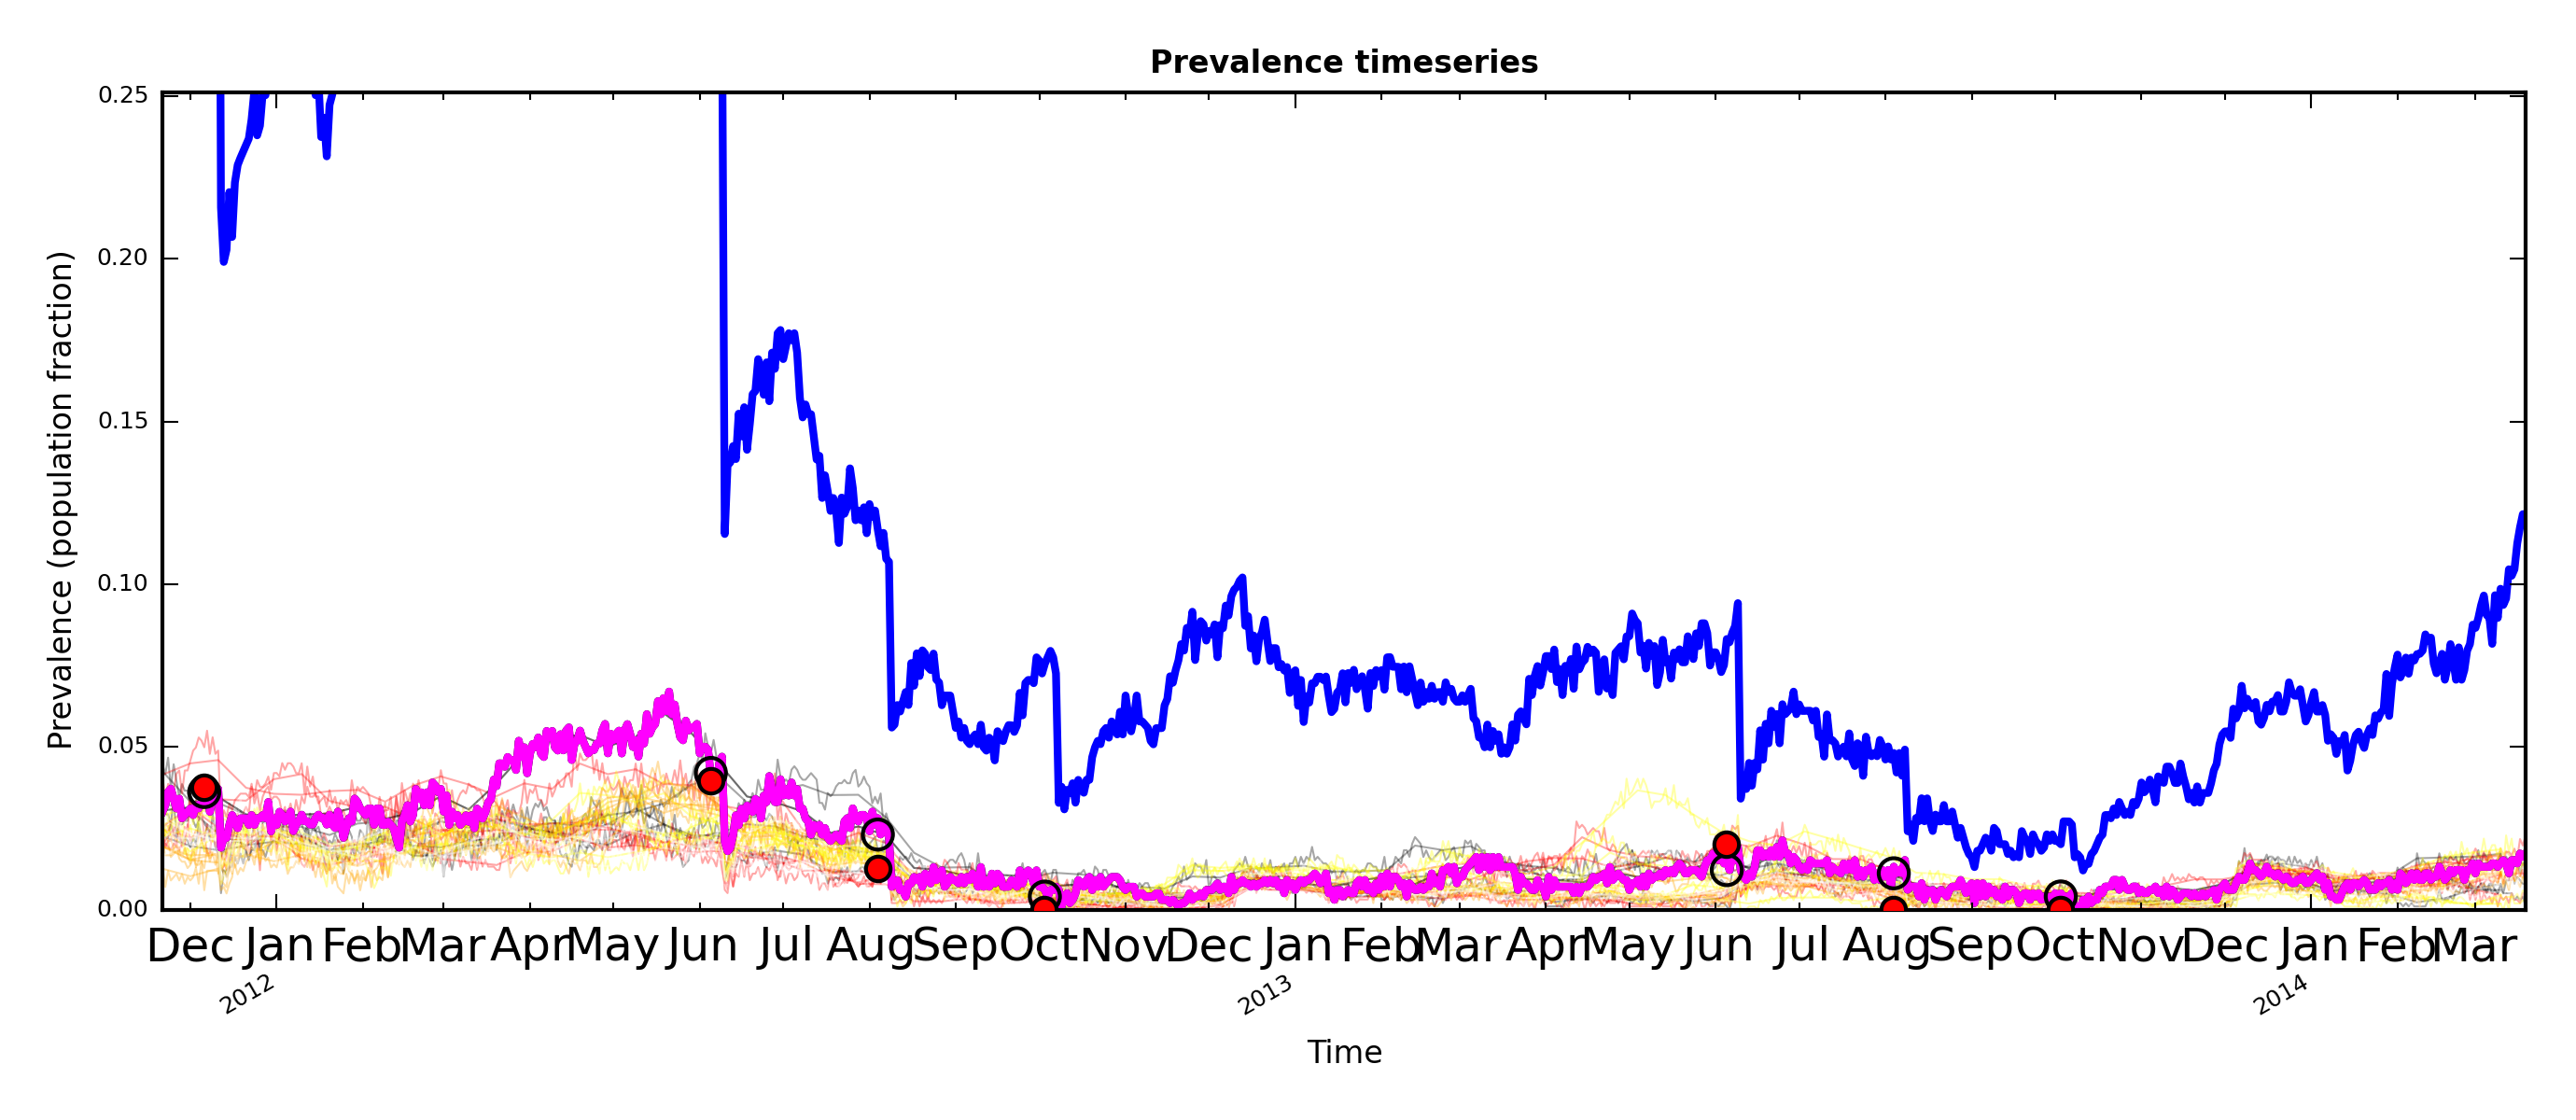 Prevalence timeseries
Prevalence (population fraction)
0.25
0.20
0.15
0.10
0.05
0.00
Dec Jan Feb Mar Apr May Jun Jul Aug Sep Oct Nov Dec Jan Feb Mar Apr May Jun Jul Aug Sep Oct Nov Dec Jan Feb Mar
2012 2013 2014
Time